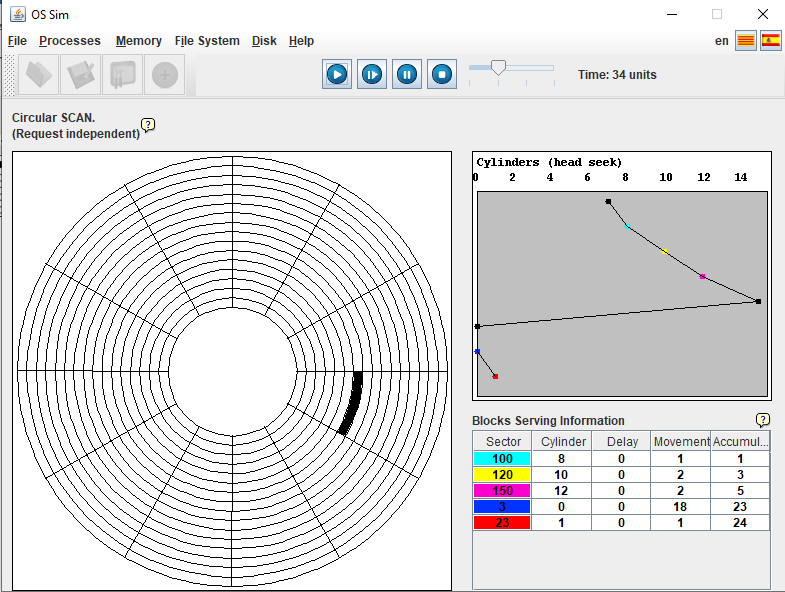 OS Sim
File Processes Memory File System Disk Help
en
Time: 34 units
Circular SCAN.
(Request independent)
?
Cylinders (head seek)
0 2 4 6 8 10 12 14
Blocks Serving Information
?
Sector Cylinder Delay Movement Accumul...
100 8 0 1 1
120 10 0 2 3
150 12 0 2 5
3 0 0 18 23
23 1 0 1 24